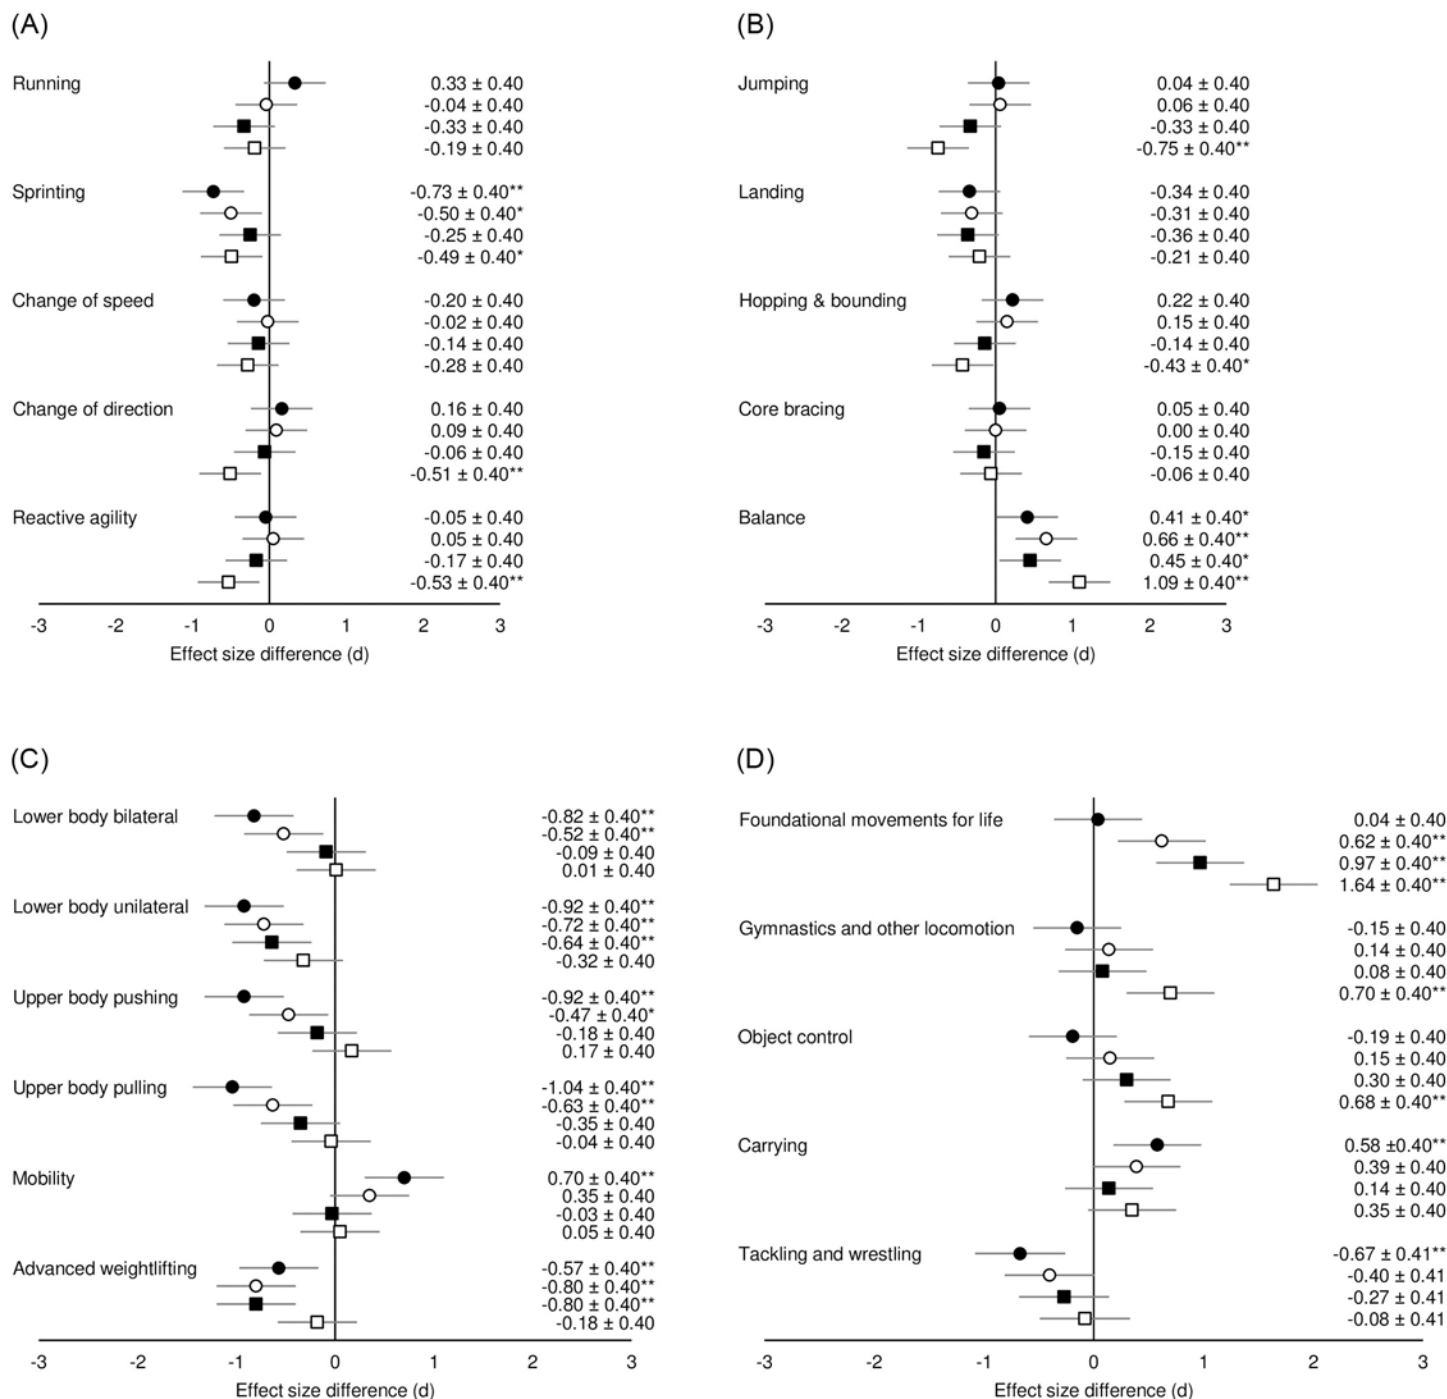 (A)
Running 0.33 ± 0.40
-0.04 ± 0.40
-0.33 ± 0.40
-0.19 ± 0.40
Sprinting -0.73 ± 0.40**
-0.50 ± 0.40*
-0.25 ± 0.40
-0.49 ± 0.40*
Change of speed -0.20 ± 0.40
-0.02 ± 0.40
-0.14 ± 0.40
-0.28 ± 0.40
Change of direction 0.16 ± 0.40
0.09 ± 0.40
-0.06 ± 0.40
-0.51 ± 0.40**
Reactive agility -0.05 ± 0.40
0.05 ± 0.40
-0.17 ± 0.40
-0.53 ± 0.40**
-3 -2 -1 0 1 2 3
Effect size difference (d)
(B)
Jumping 0.04 ± 0.40
0.06 ± 0.40
-0.33 ± 0.40
-0.75 ± 0.40**
Landing -0.34 ± 0.40
-0.31 ± 0.40
-0.36 ± 0.40
-0.21 ± 0.40
Hopping & bounding 0.22 ± 0.40
0.15 ± 0.40
-0.14 ± 0.40
-0.43 ± 0.40*
Core bracing 0.05 ± 0.40
0.00 ± 0.40
-0.15 ± 0.40
-0.06 ± 0.40
Balance 0.41 ± 0.40*
0.66 ± 0.40**
0.45 ± 0.40*
1.09 ± 0.40**
-3 -2 -1 0 1 2 3
Effect size difference (d)
(C)
Lower body bilateral -0.82 ± 0.40**
-0.52 ± 0.40**
-0.09 ± 0.40
0.01 ± 0.40
Lower body unilateral -0.92 ± 0.40**
-0.72 ± 0.40**
-0.64 ± 0.40**
-0.32 ± 0.40
Upper body pushing -0.92 ± 0.40**
-0.47 ± 0.40*
-0.18 ± 0.40
0.17 ± 0.40
Upper body pulling -1.04 ± 0.40**
-0.63 ± 0.40**
-0.35 ± 0.40
-0.04 ± 0.40
Mobility 0.70 ± 0.40**
0.35 ± 0.40
-0.03 ± 0.40
0.05 ± 0.40
Advanced weightlifting -0.57 ± 0.40**
-0.80 ± 0.40**
-0.80 ± 0.40**
-0.18 ± 0.40
-3 -2 -1 0 1 2 3
Effect size difference (d)
(D)
Foundational movements for life 0.04 ± 0.40
0.62 ± 0.40**
0.97 ± 0.40**
1.64 ± 0.40**
Gymnastics and other locomotion -0.15 ± 0.40
0.14 ± 0.40
0.08 ± 0.40
0.70 ± 0.40**
Object control -0.19 ± 0.40
0.15 ± 0.40
0.30 ± 0.40
0.68 ± 0.40**
Carrying 0.58 ±0.40**
0.39 ± 0.40
0.14 ± 0.40
0.35 ± 0.40
Tackling and wrestling -0.67 ± 0.41**
-0.40 ± 0.41
-0.27 ± 0.41
-0.08 ± 0.41
-3 -2 -1 0 1 2 3
Effect size difference (d)